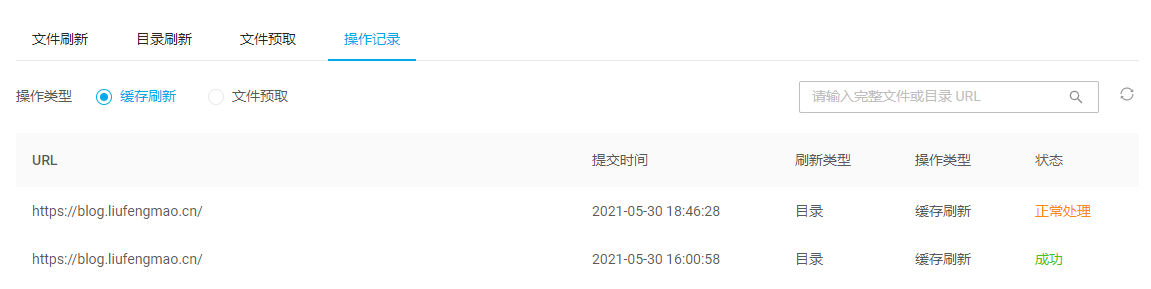 文件刷新 目录刷新 文件预取 操作记录
操作类型 缓存刷新 文件预取 请输入完整文件或目录 URL
URL 提交时间 刷新类型 操作类型 状态
https://blog.liufengmao.cn/ 2021-05-30 18:46:28 目录 缓存刷新 正常处理
https://blog.liufengmao.cn/ 2021-05-30 16:00:58 目录 缓存刷新 成功